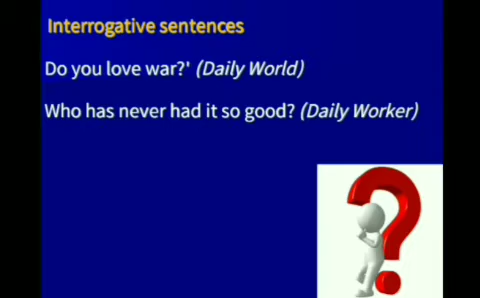 Interrogative sentences
Do you love war?' (Daily World)
Who has never had it so good? (Daily Worker)